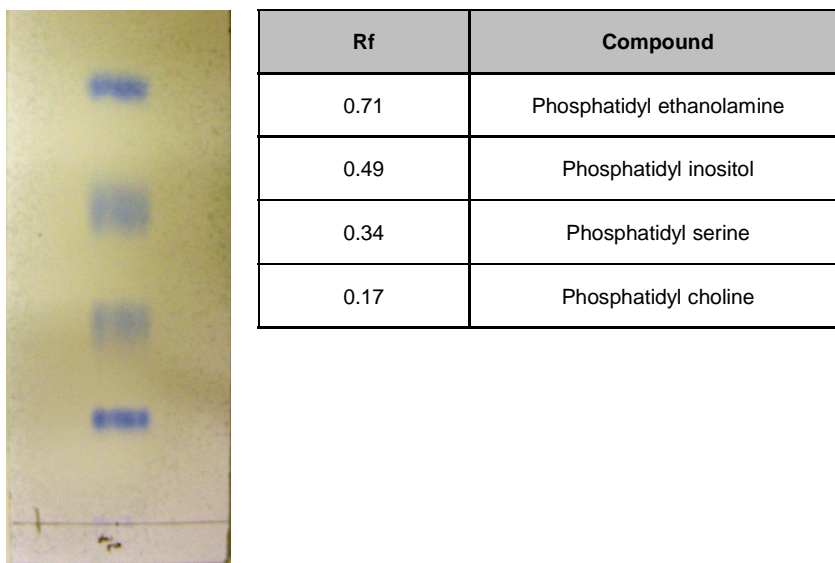 Rf Compound
0.71 Phosphatidyl ethanolamine
0.49 Phosphatidyl inositol
0.34 Phosphatidyl serine
0.17 Phosphatidyl choline